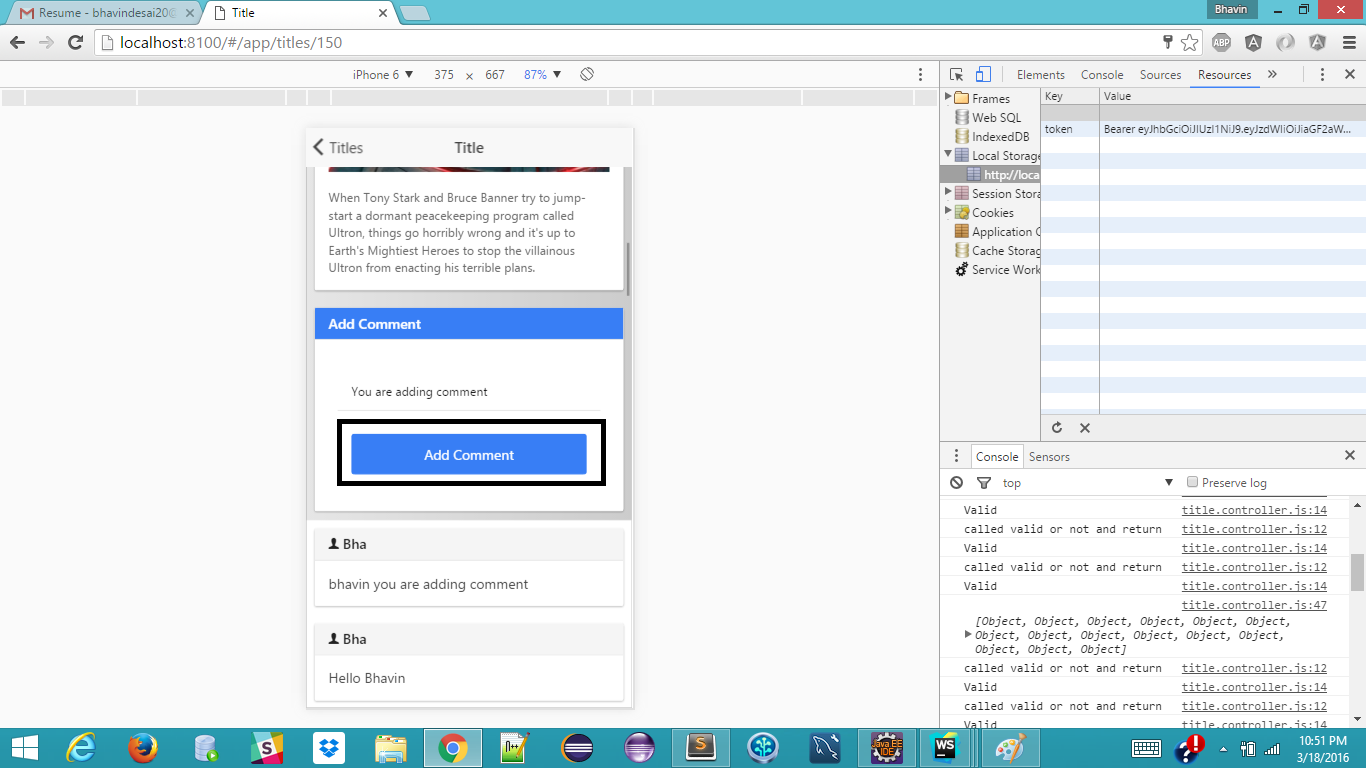 Resume - bhavindesai20@
Title
Bhavin
localhost:8100/#/app/titles/150
ABP
iPhone 6 ▼ 375 × 667 87% ▼
Elements Console Sources Resources »
Frames
Web SQL
IndexedDB
Local Storage
http://loca
Session Stora
Cookies
Application C
Cache Storag
Service Work
Key Value
token Bearer eyJhbGciOiJIUzI1NiJ9.eyJzdWIiOiJiaGF2aW...
Titles
Title
When Tony Stark and Bruce Banner try to jump-
start a dormant peacekeeping program called
Ultron, things go horribly wrong and it's up to
Earth's Mightiest Heroes to stop the villainous
Ultron from enacting his terrible plans.
Add Comment
You are adding comment
Add Comment
Bha
bhavin you are adding comment
Bha
Hello Bhavin
Console Sensors
top ▼ Preserve log
Valid title.controller.js:14
called valid or not and return title.controller.js:12
Valid title.controller.js:14
called valid or not and return title.controller.js:12
Valid title.controller.js:14
title.controller.js:47
[Object, Object, Object, Object, Object, Object,
Object, Object, Object, Object, Object, Object,
Object, Object, Object]
called valid or not and return title.controller.js:12
Valid title.controller.js:14
called valid or not and return title.controller.js:12
Valid title.controller.js:14
Java EE
IDE
WS
10:51 PM
3/18/2016